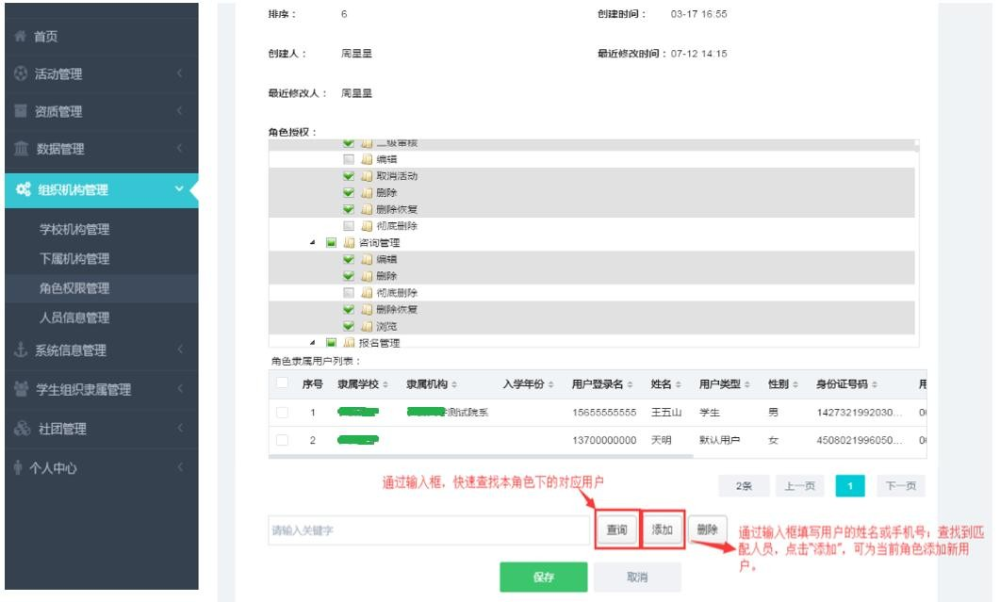 首页
活动管理
资质管理
数据管理
组织机构管理
学校机构管理
下属机构管理
角色权限管理
人员信息管理
系统信息管理
学生组织隶属管理
社团管理
个人中心
排序： 6 创建时间： 03-17 16:55
创建人： 周星星 最近修改时间：07-12 14:15
最近修改人： 周星星
角色授权：
二级审核
编辑
取消活动
删除
删除恢复
彻底删除
咨询管理
编辑
删除
彻底删除
删除恢复
浏览
报名管理
角色隶属用户列表：
序号 隶属学校 隶属机构 入学年份 用户登录名 姓名 用户类型 性别 身份证号码 用
1 测试院系 15655555555 王五山 学生 男 1427321992030... 00
2 13700000000 天明 默认用户 女 4508021996050... 00
通过输入框，快速查找本角色下的对应用户
2条 上一页 1 下一页
请输入关键字 查询 添加 删除
通过输入框填写用户的姓名或手机号；查找到匹
配人员，点击“添加”，可为当前角色添加新用
户。
保存 取消